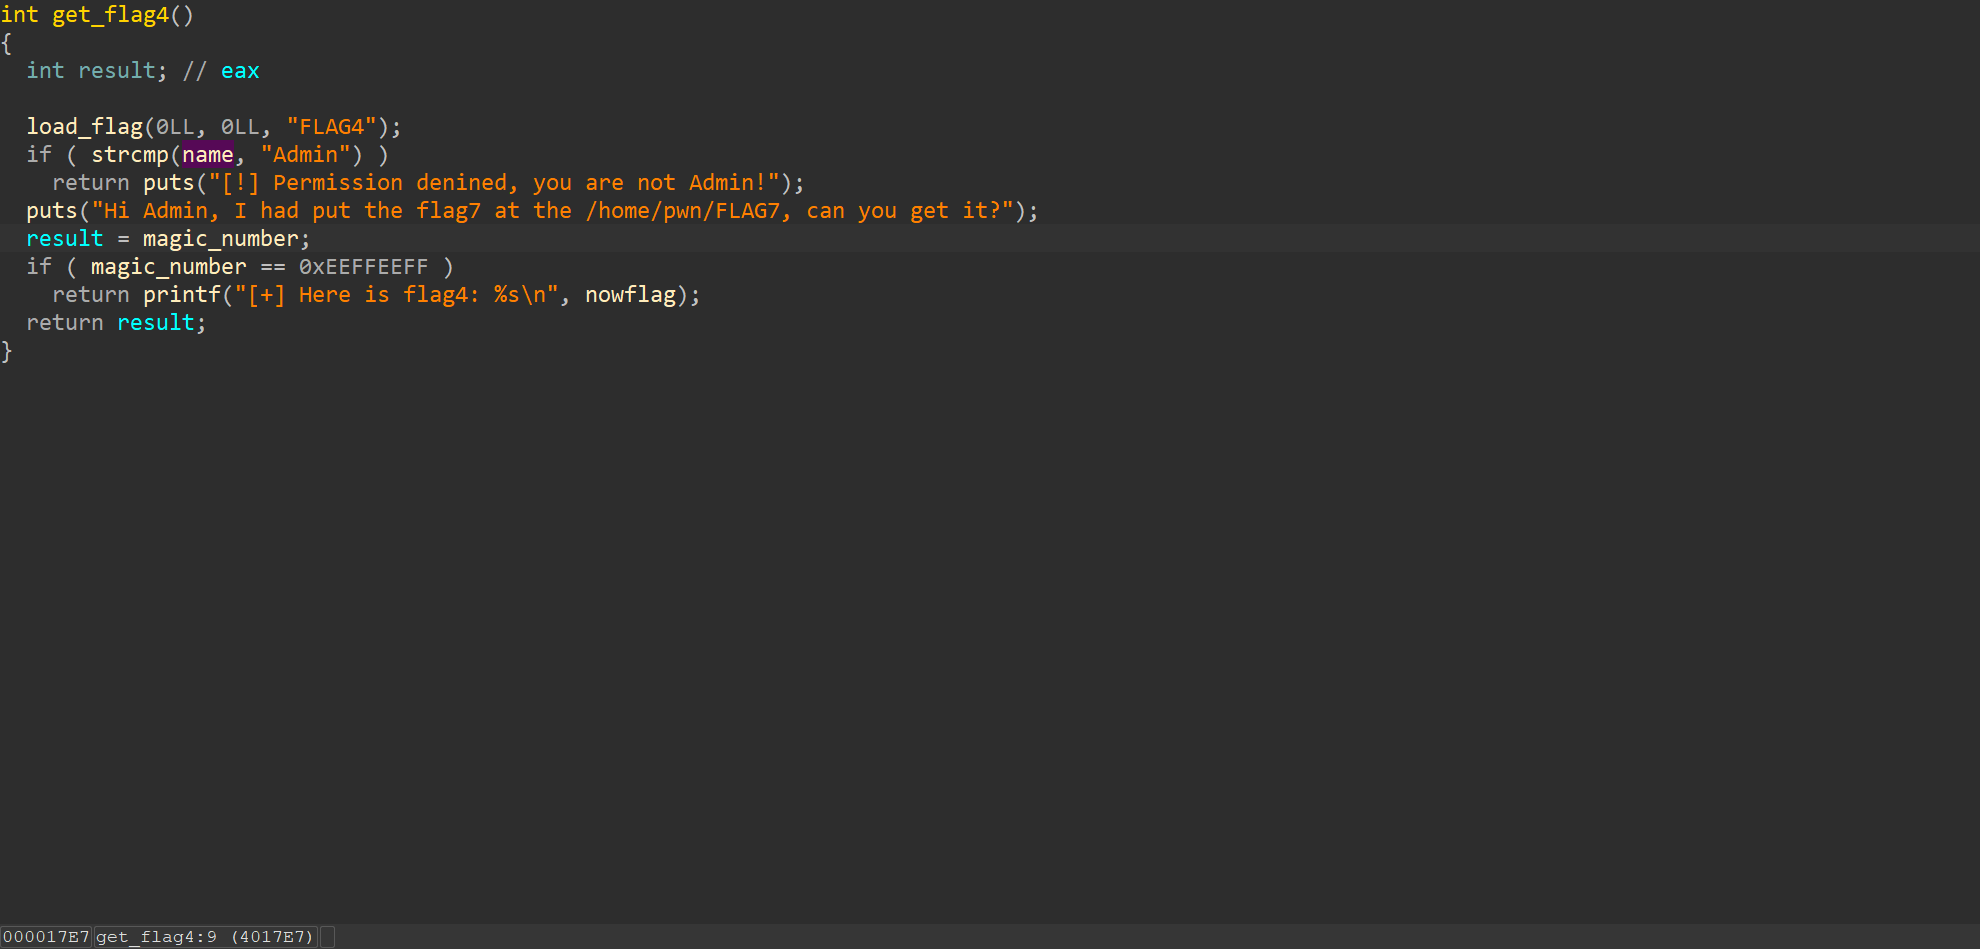 int get_flag4()
{
  int result; // eax

  load_flag(0LL, 0LL, "FLAG4");
  if ( strcmp(name, "Admin") )
    return puts("[!] Permission denined, you are not Admin!");
  puts("Hi Admin, I had put the flag7 at the /home/pwn/FLAG7, can you get it?");
  result = magic_number;
  if ( magic_number == 0xEEFFEEFF )
    return printf("[+] Here is flag4: %s\n", nowflag);
  return result;
}
000017E7 get_flag4:9 (4017E7)